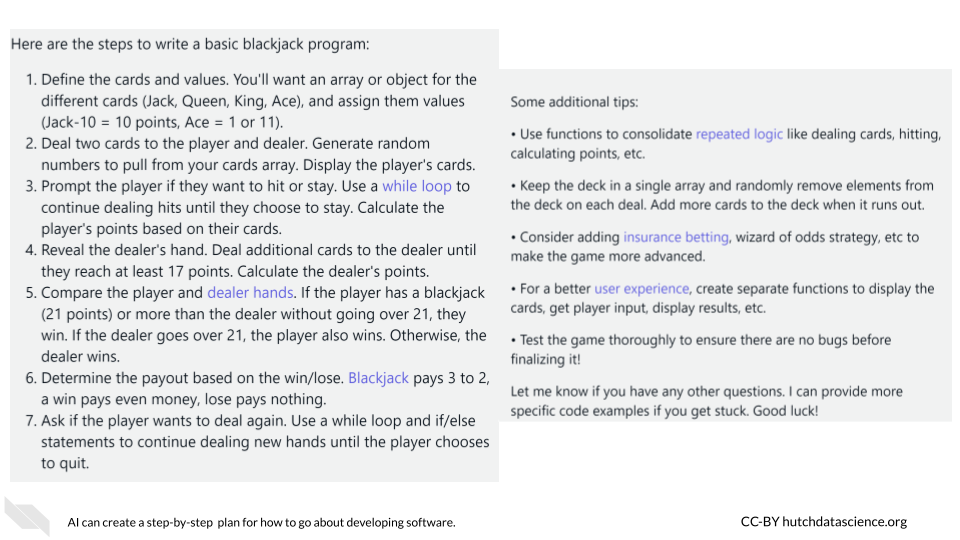 Here are the steps to write a basic blackjack program:
1. Define the cards and values. You'll want an array or object for the
different cards (Jack, Queen, King, Ace), and assign them values
(Jack-10 = 10 points, Ace = 1 or 11).
2. Deal two cards to the player and dealer. Generate random
numbers to pull from your cards array. Display the player's cards.
3. Prompt the player if they want to hit or stay. Use a while loop to
continue dealing hits until they choose to stay. Calculate the
player's points based on their cards.
4. Reveal the dealer's hand. Deal additional cards to the dealer until
they reach at least 17 points. Calculate the dealer's points.
5. Compare the player and dealer hands. If the player has a blackjack
(21 points) or more than the dealer without going over 21, they
win. If the dealer goes over 21, the player also wins. Otherwise, the
dealer wins.
6. Determine the payout based on the win/lose. Blackjack pays 3 to 2,
a win pays even money, lose pays nothing.
7. Ask if the player wants to deal again. Use a while loop and if/else
statements to continue dealing new hands until the player chooses
to quit.
Some additional tips:
• Use functions to consolidate repeated logic like dealing cards, hitting,
calculating points, etc.
• Keep the deck in a single array and randomly remove elements from
the deck on each deal. Add more cards to the deck when it runs out.
• Consider adding insurance betting, wizard of odds strategy, etc to
make the game more advanced.
• For a better user experience, create separate functions to display the
cards, get player input, display results, etc.
• Test the game thoroughly to ensure there are no bugs before
finalizing it!
Let me know if you have any other questions. I can provide more
specific code examples if you get stuck. Good luck!
AI can create a step-by-step plan for how to go about developing software.
CC-BY hutchdatascience.org